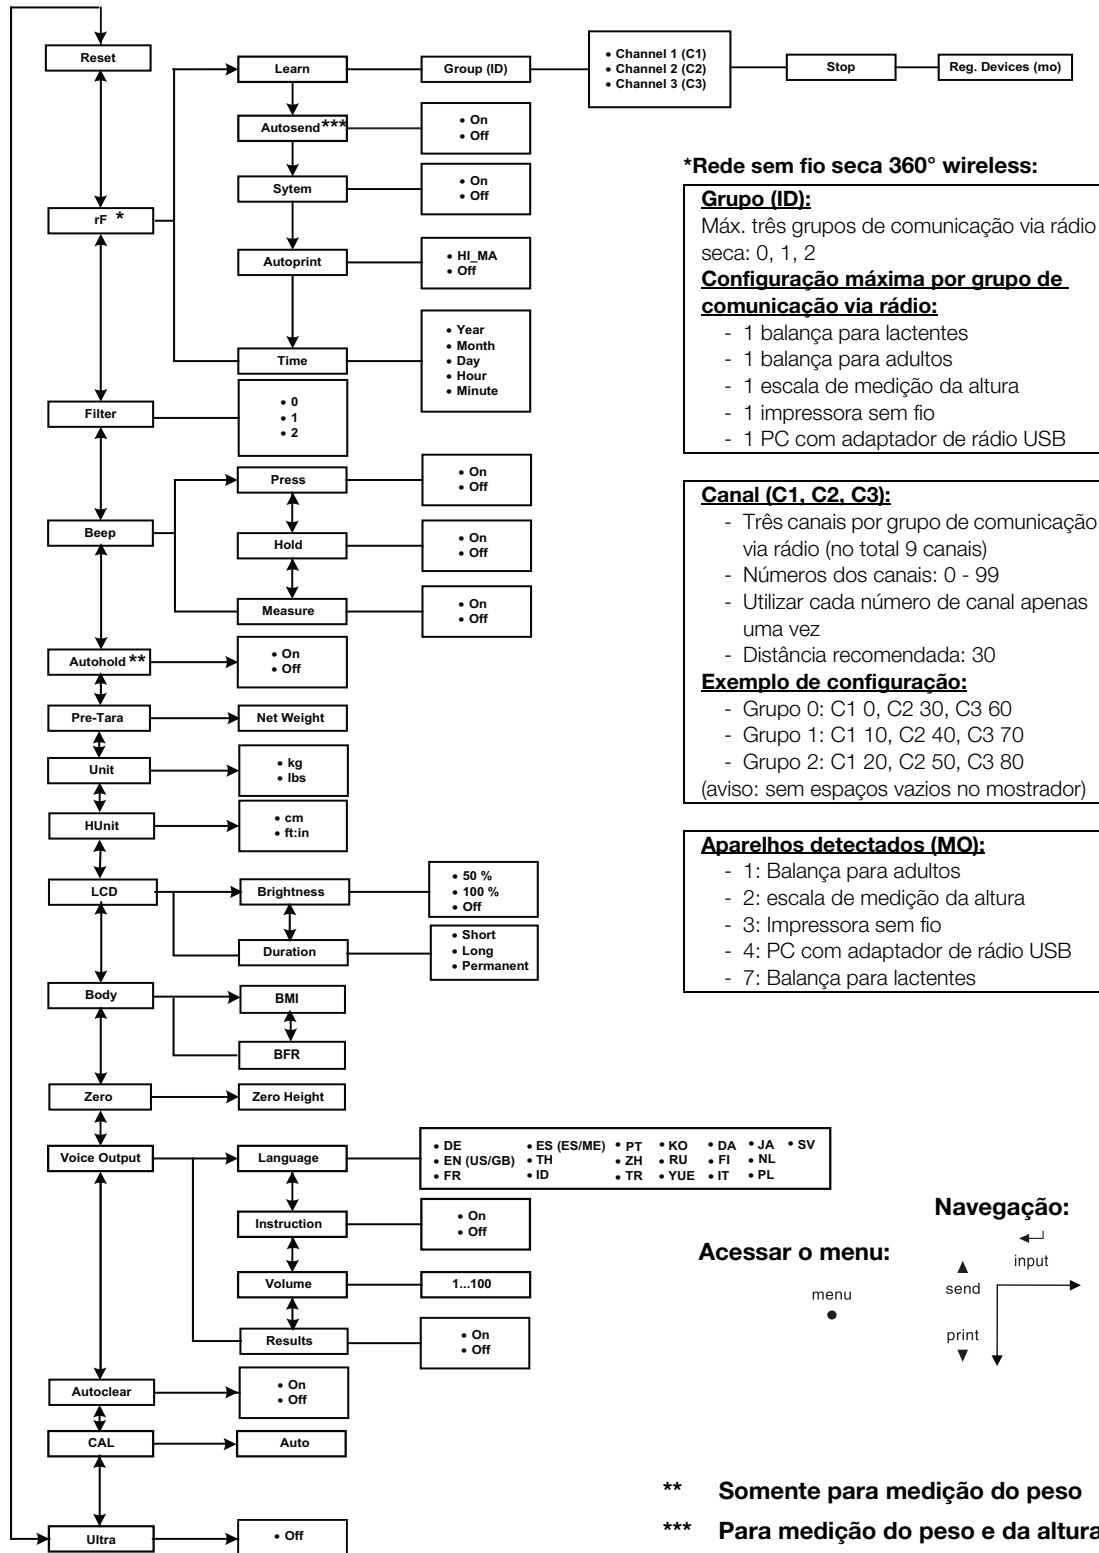 Reset
Learn
Group (ID)
• Channel 1 (C1)
• Channel 2 (C2)
• Channel 3 (C3)
Stop
Reg. Devices (mo)
Autosend***
• On
• Off
Sytem
• On
• Off
rF *
Autoprint
• HI_MA
• Off
Time
• Year
• Month
• Day
• Hour
• Minute
Filter
• 0
• 1
• 2
Beep
Press
• On
• Off
Hold
• On
• Off
Measure
• On
• Off
Autohold **
• On
• Off
Pre-Tara
Net Weight
Unit
• kg
• lbs
HUnit
• cm
• ft:in
LCD
Brightness
• 50 %
• 100 %
• Off
Duration
• Short
• Long
• Permanent
Body
BMI
BFR
Zero
Zero Height
Voice Output
Language
• DE • ES (ES/ME) • PT • KO • DA • JA • SV
• EN (US/GB) • TH • ZH • RU • FI • NL
• FR • ID • TR • YUE • IT • PL
Instruction
• On
• Off
Volume
1...100
Results
• On
• Off
Autoclear
• On
• Off
CAL
Auto
Ultra
• Off
*Rede sem fio seca 360° wireless:
Grupo (ID):
Máx. três grupos de comunicação via rádio
seca: 0, 1, 2
Configuração máxima por grupo de
comunicação via rádio:
- 1 balança para lactentes
- 1 balança para adultos
- 1 escala de medição da altura
- 1 impressora sem fio
- 1 PC com adaptador de rádio USB
Canal (C1, C2, C3):
- Três canais por grupo de comunicação
via rádio (no total 9 canais)
- Números dos canais: 0 - 99
- Utilizar cada número de canal apenas
uma vez
- Distância recomendada: 30
Exemplo de configuração:
- Grupo 0: C1 0, C2 30, C3 60
- Grupo 1: C1 10, C2 40, C3 70
- Grupo 2: C1 20, C2 50, C3 80
(aviso: sem espaços vazios no mostrador)
Aparelhos detectados (MO):
- 1: Balança para adultos
- 2: escala de medição da altura
- 3: Impressora sem fio
- 4: PC com adaptador de rádio USB
- 7: Balança para lactentes
Acessar o menu:
menu
Navegação:
input
send
print
** Somente para medição do peso
*** Para medição do peso e da altura